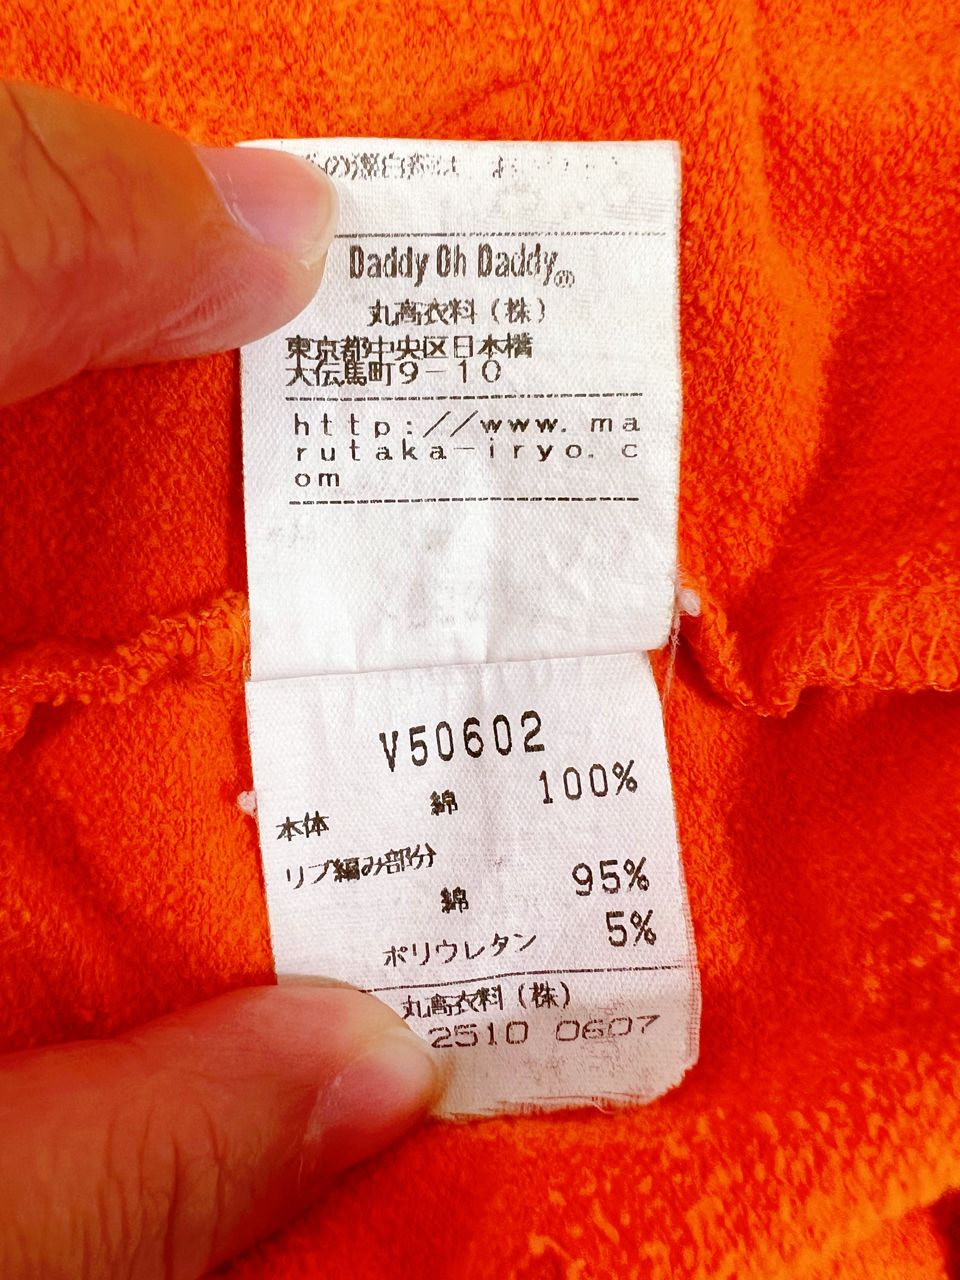 Daddy Oh Daddy®
丸高衣料（株）
東京都中央区日本橋
大伝馬町9－10
http://www.ma
rutaka－iryo.c
om
V50602
本体 綿 100%
リブ編み部分
綿 95%
ポリウレタン 5%
丸高衣料（株）
2510 0607